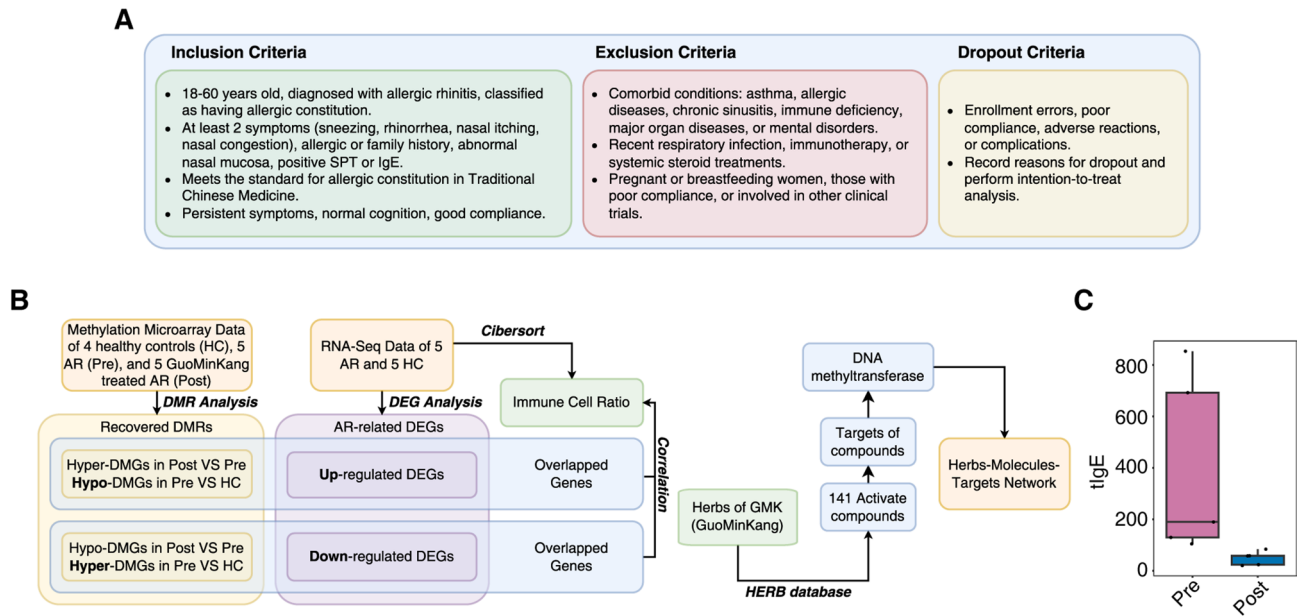 A
Inclusion Criteria
• 18-60 years old, diagnosed with allergic rhinitis, classified
as having allergic constitution.
• At least 2 symptoms (sneezing, rhinorrhea, nasal itching,
nasal congestion), allergic or family history, abnormal
nasal mucosa, positive SPT or IgE.
• Meets the standard for allergic constitution in Traditional
Chinese Medicine.
• Persistent symptoms, normal cognition, good compliance.
Exclusion Criteria
• Comorbid conditions: asthma, allergic
diseases, chronic sinusitis, immune deficiency,
major organ diseases, or mental disorders.
• Recent respiratory infection, immunotherapy, or
systemic steroid treatments.
• Pregnant or breastfeeding women, those with
poor compliance, or involved in other clinical
trials.
Dropout Criteria
• Enrollment errors, poor
compliance, adverse reactions,
or complications.
• Record reasons for dropout and
perform intention-to-treat
analysis.
B
Methylation Microarray Data
of 4 healthy controls (HC), 5
AR (Pre), and 5 GuoMinKang
treated AR (Post)
DMR Analysis
Recovered DMRs
Hyper-DMGs in Post VS Pre
Hypo-DMGs in Pre VS HC
Hypo-DMGs in Post VS Pre
Hyper-DMGs in Pre VS HC
RNA-Seq Data of 5
AR and 5 HC
DEG Analysis
AR-related DEGs
Up-regulated DEGs
Down-regulated DEGs
Cibersort
Immune Cell Ratio
Overlapped
Genes
Overlapped
Genes
Correlation
Herbs of GMK
(GuoMinKang)
HERB database
141 Activate
compounds
Targets of
compounds
DNA
methyltransferase
Herbs-Molecules-
Targets Network
C
tIgE
800
600
400
200
0
Pre
Post